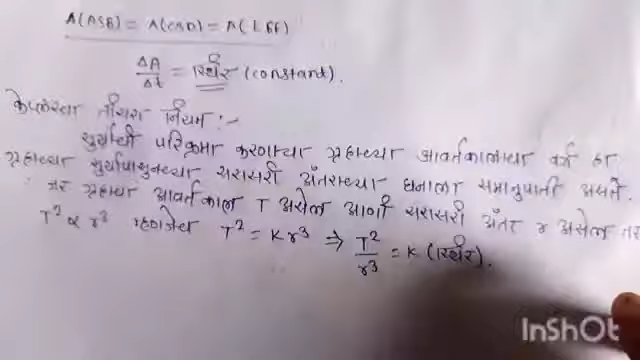 A(ASB) = A(CSD) = A(ESF)
ΔA/Δt = स्थिर (constant).
केप्लरचा तीसरा नियम :-
सुर्याची परिक्रमा करणाऱ्या ग्रहाच्या आवर्तकालाचा वर्ग हा
ग्रहाच्या सुर्यापासुनच्या सरासरी अंतराच्या घनाला समानुपाती असते.
जर ग्रहाचा आवर्तकाल T असेल आणी सरासरी अंतर r असेल तर
T² ∝ r³ म्हणजेच T² = K r³ ⇒ T²/r³ = K (स्थिर).
InShOt